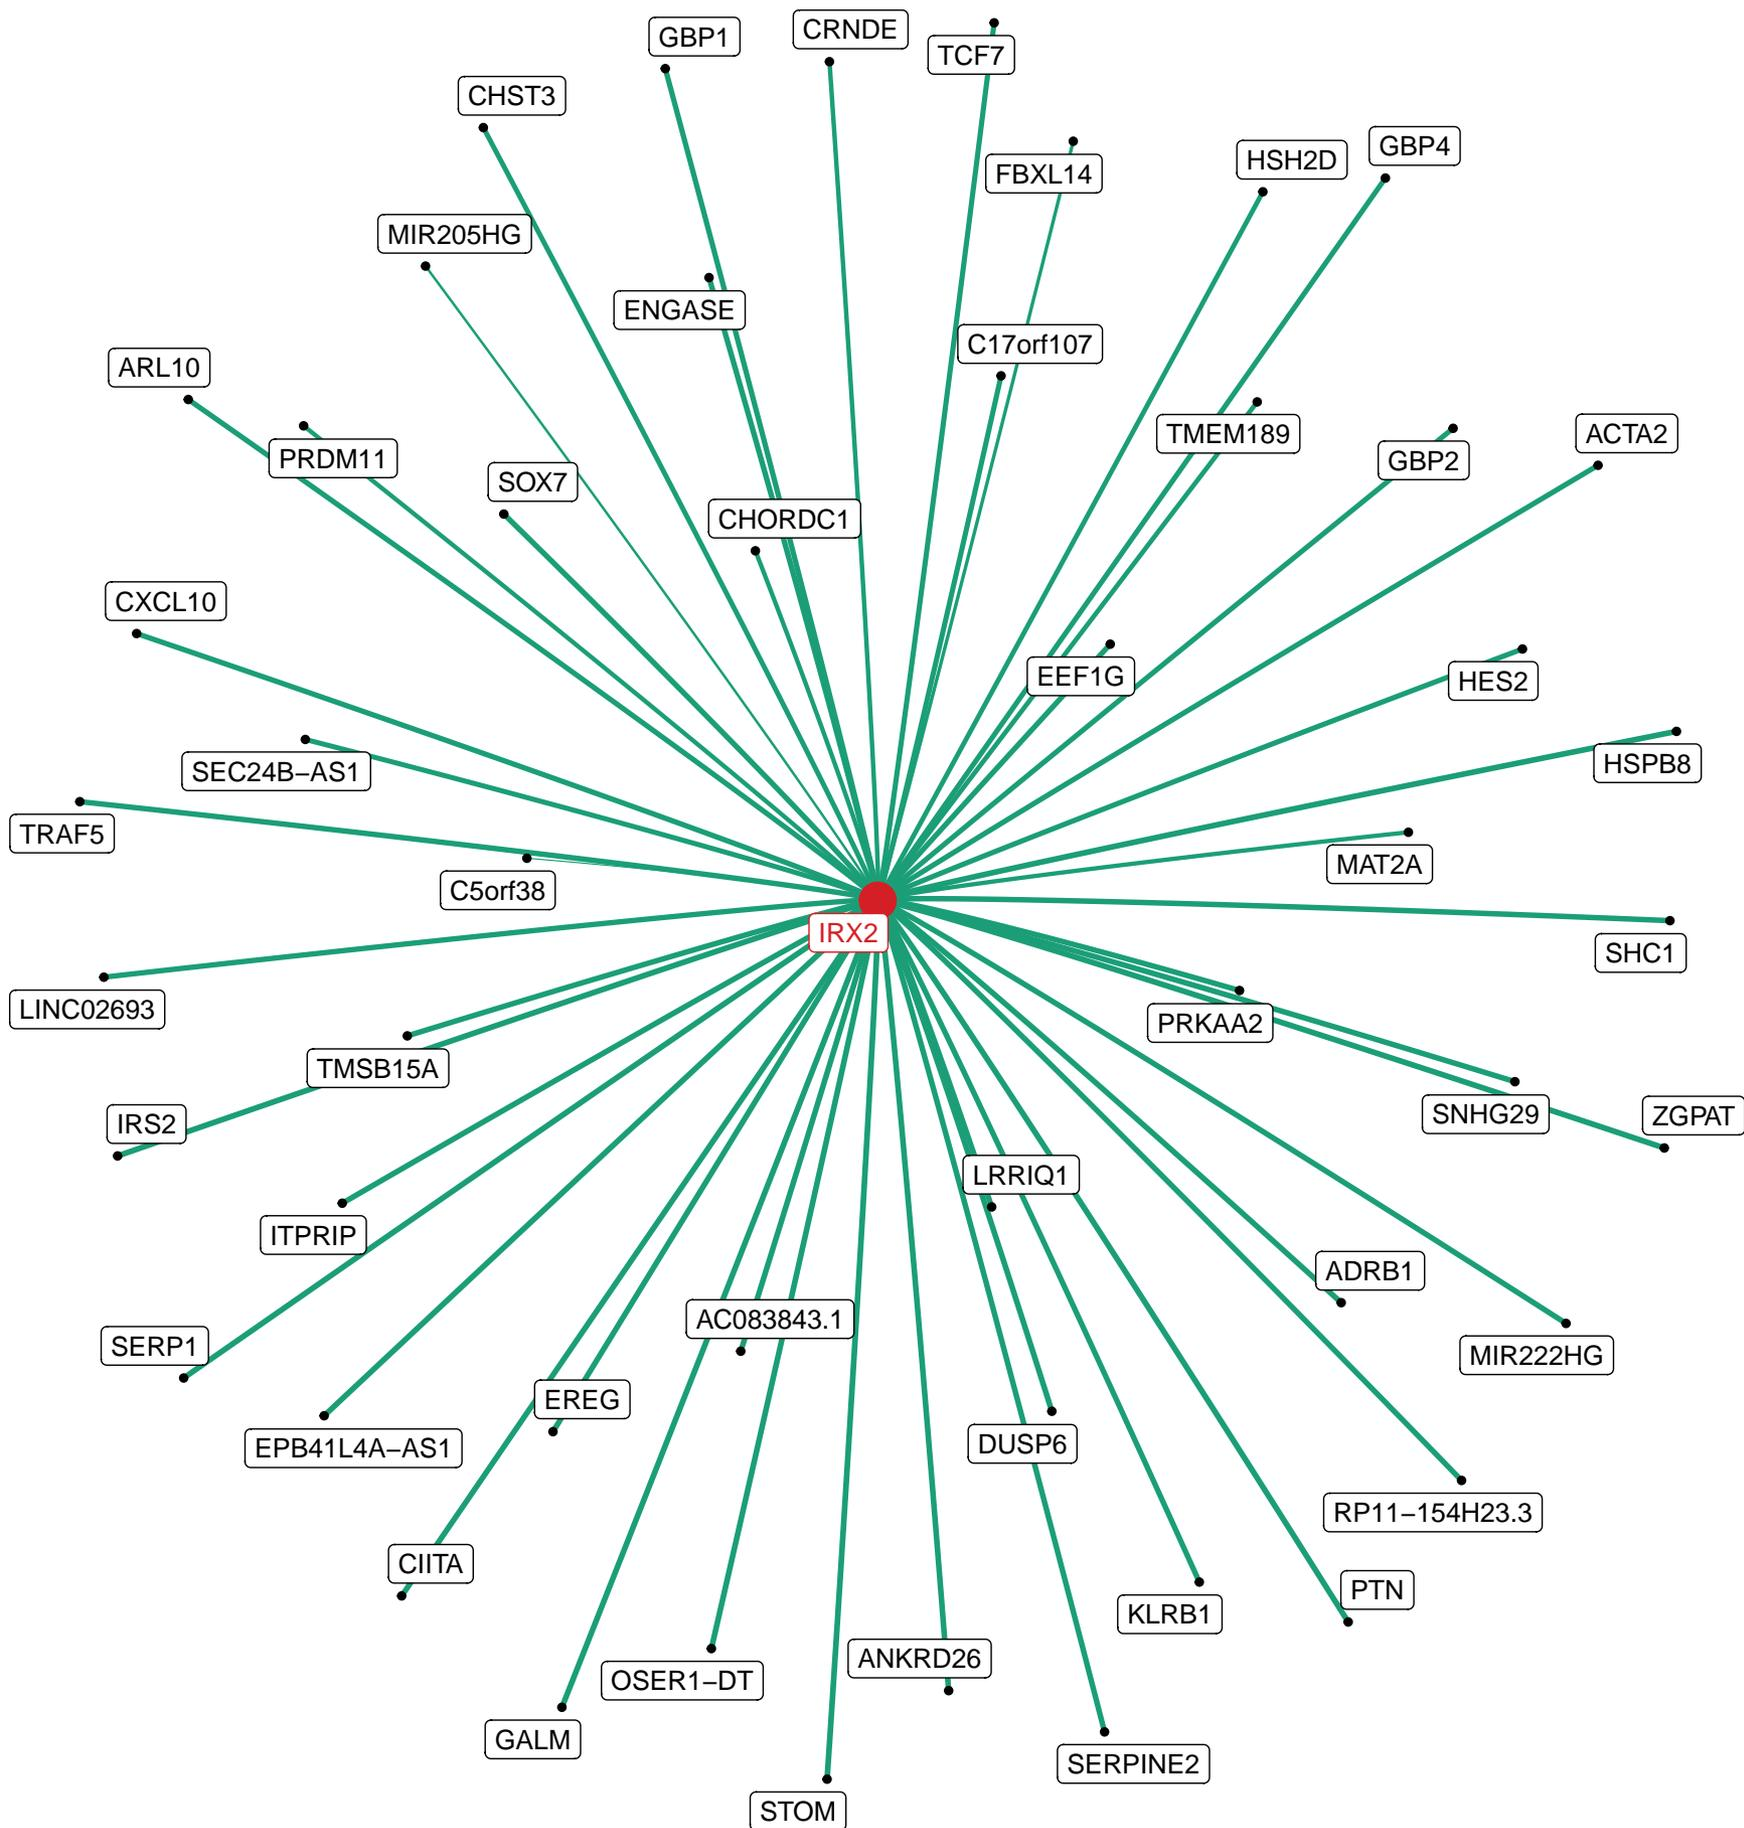 CRNDE
GBP1
TCF7
CHST3
GBP4
HSH2D
FBXL14
MIR205HG
ENGASE
C17orf107
ARL10
TMEM189
ACTA2
PRDM11
GBP2
SOX7
CHORDC1
CXCL10
EEF1G
HES2
HSPB8
SEC24B−AS1
TRAF5
MAT2A
C5orf38
IRX2
SHC1
LINC02693
PRKAA2
TMSB15A
SNHG29
ZGPAT
IRS2
LRRIQ1
ITPRIP
ADRB1
AC083843.1
SERP1
MIR222HG
EREG
DUSP6
EPB41L4A−AS1
RP11−154H23.3
CIITA
PTN
KLRB1
ANKRD26
OSER1−DT
GALM
SERPINE2
STOM